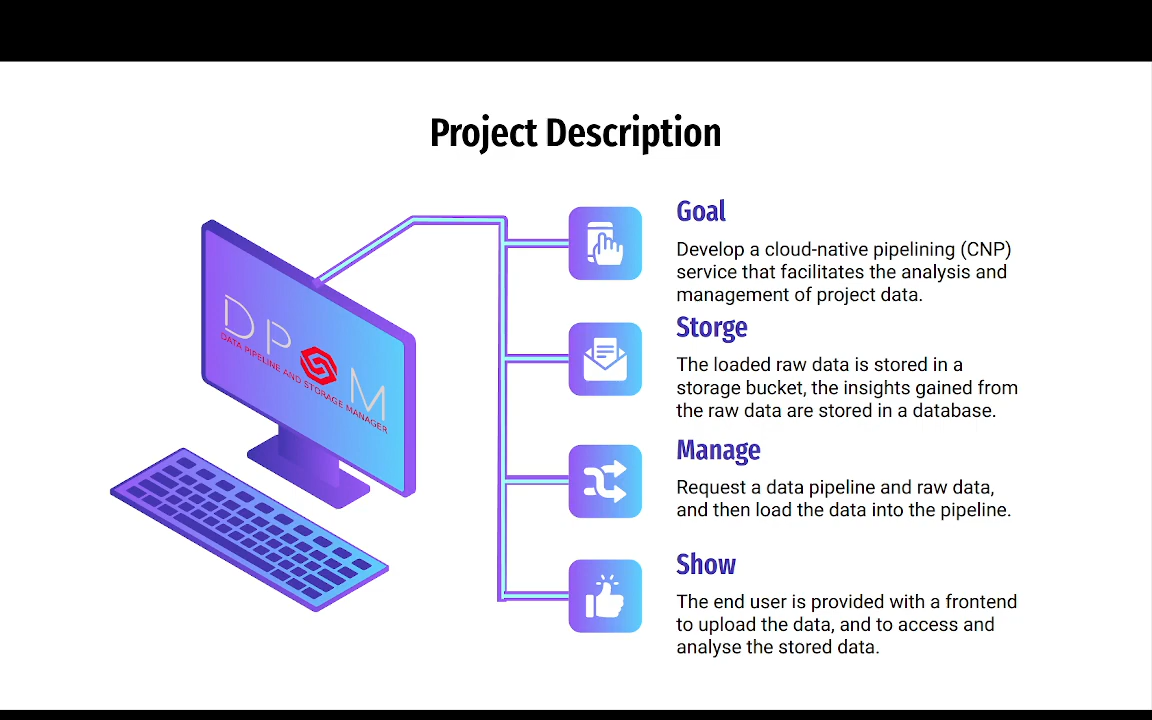 Project Description
DP M
DATA PIPELINE AND STORAGE MANAGER
Goal
Develop a cloud-native pipelining (CNP)
service that facilitates the analysis and
management of project data.
Storge
The loaded raw data is stored in a
storage bucket, the insights gained from
the raw data are stored in a database.
Manage
Request a data pipeline and raw data,
and then load the data into the pipeline.
Show
The end user is provided with a frontend
to upload the data, and to access and
analyse the stored data.